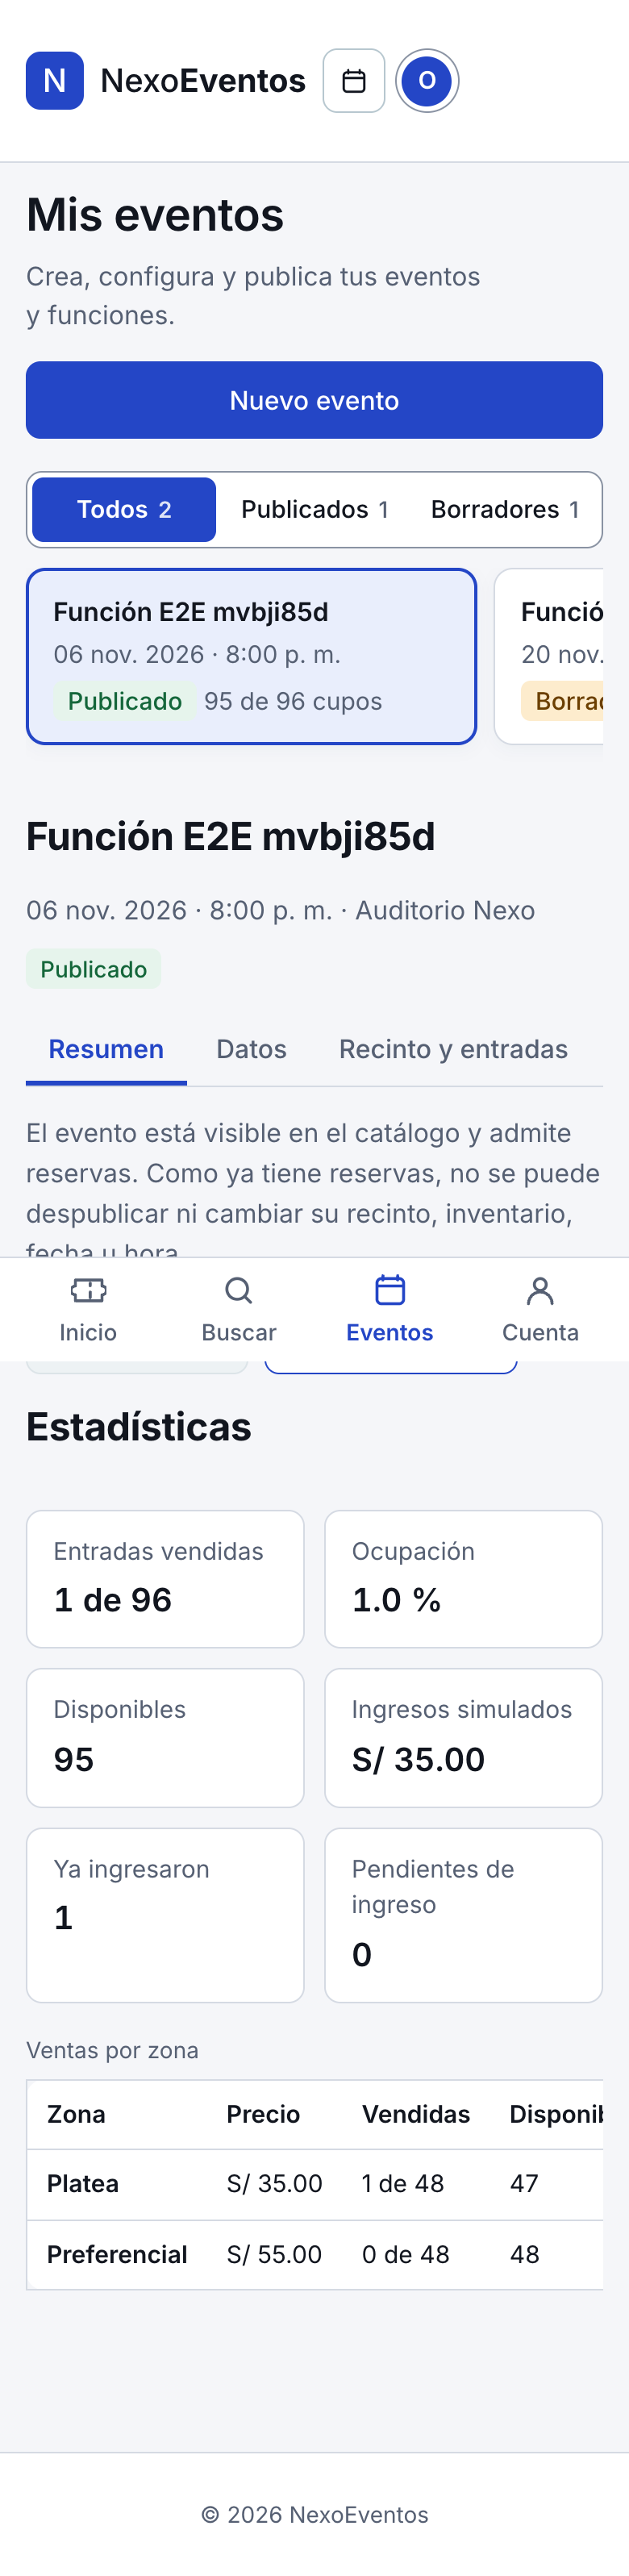 N NexoEventos O
Mis eventos
Crea, configura y publica tus eventos
y funciones.
Nuevo evento
Todos 2 Publicados 1 Borradores 1
Función E2E mvbji85d
06 nov. 2026 · 8:00 p. m.
Publicado 95 de 96 cupos
Funció
20 nov.
Borrad
Función E2E mvbji85d
06 nov. 2026 · 8:00 p. m. · Auditorio Nexo
Publicado
Resumen Datos Recinto y entradas
El evento está visible en el catálogo y admite
reservas. Como ya tiene reservas, no se puede
despublicar ni cambiar su recinto, inventario,
fecha u hora.
Inicio Buscar Eventos Cuenta
Estadísticas
Entradas vendidas
1 de 96
Ocupación
1.0 %
Disponibles
95
Ingresos simulados
S/ 35.00
Ya ingresaron
1
Pendientes de
ingreso
0
Ventas por zona
Zona Precio Vendidas Disponib
Platea S/ 35.00 1 de 48 47
Preferencial S/ 55.00 0 de 48 48
© 2026 NexoEventos